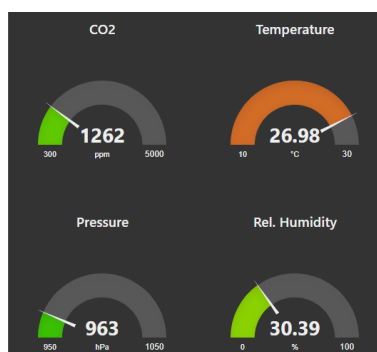 CO2
Temperature
1262
26.98
300 ppm 5000
10 °C 30
Pressure
Rel. Humidity
963
30.39
950 hPa 1050
0 % 100